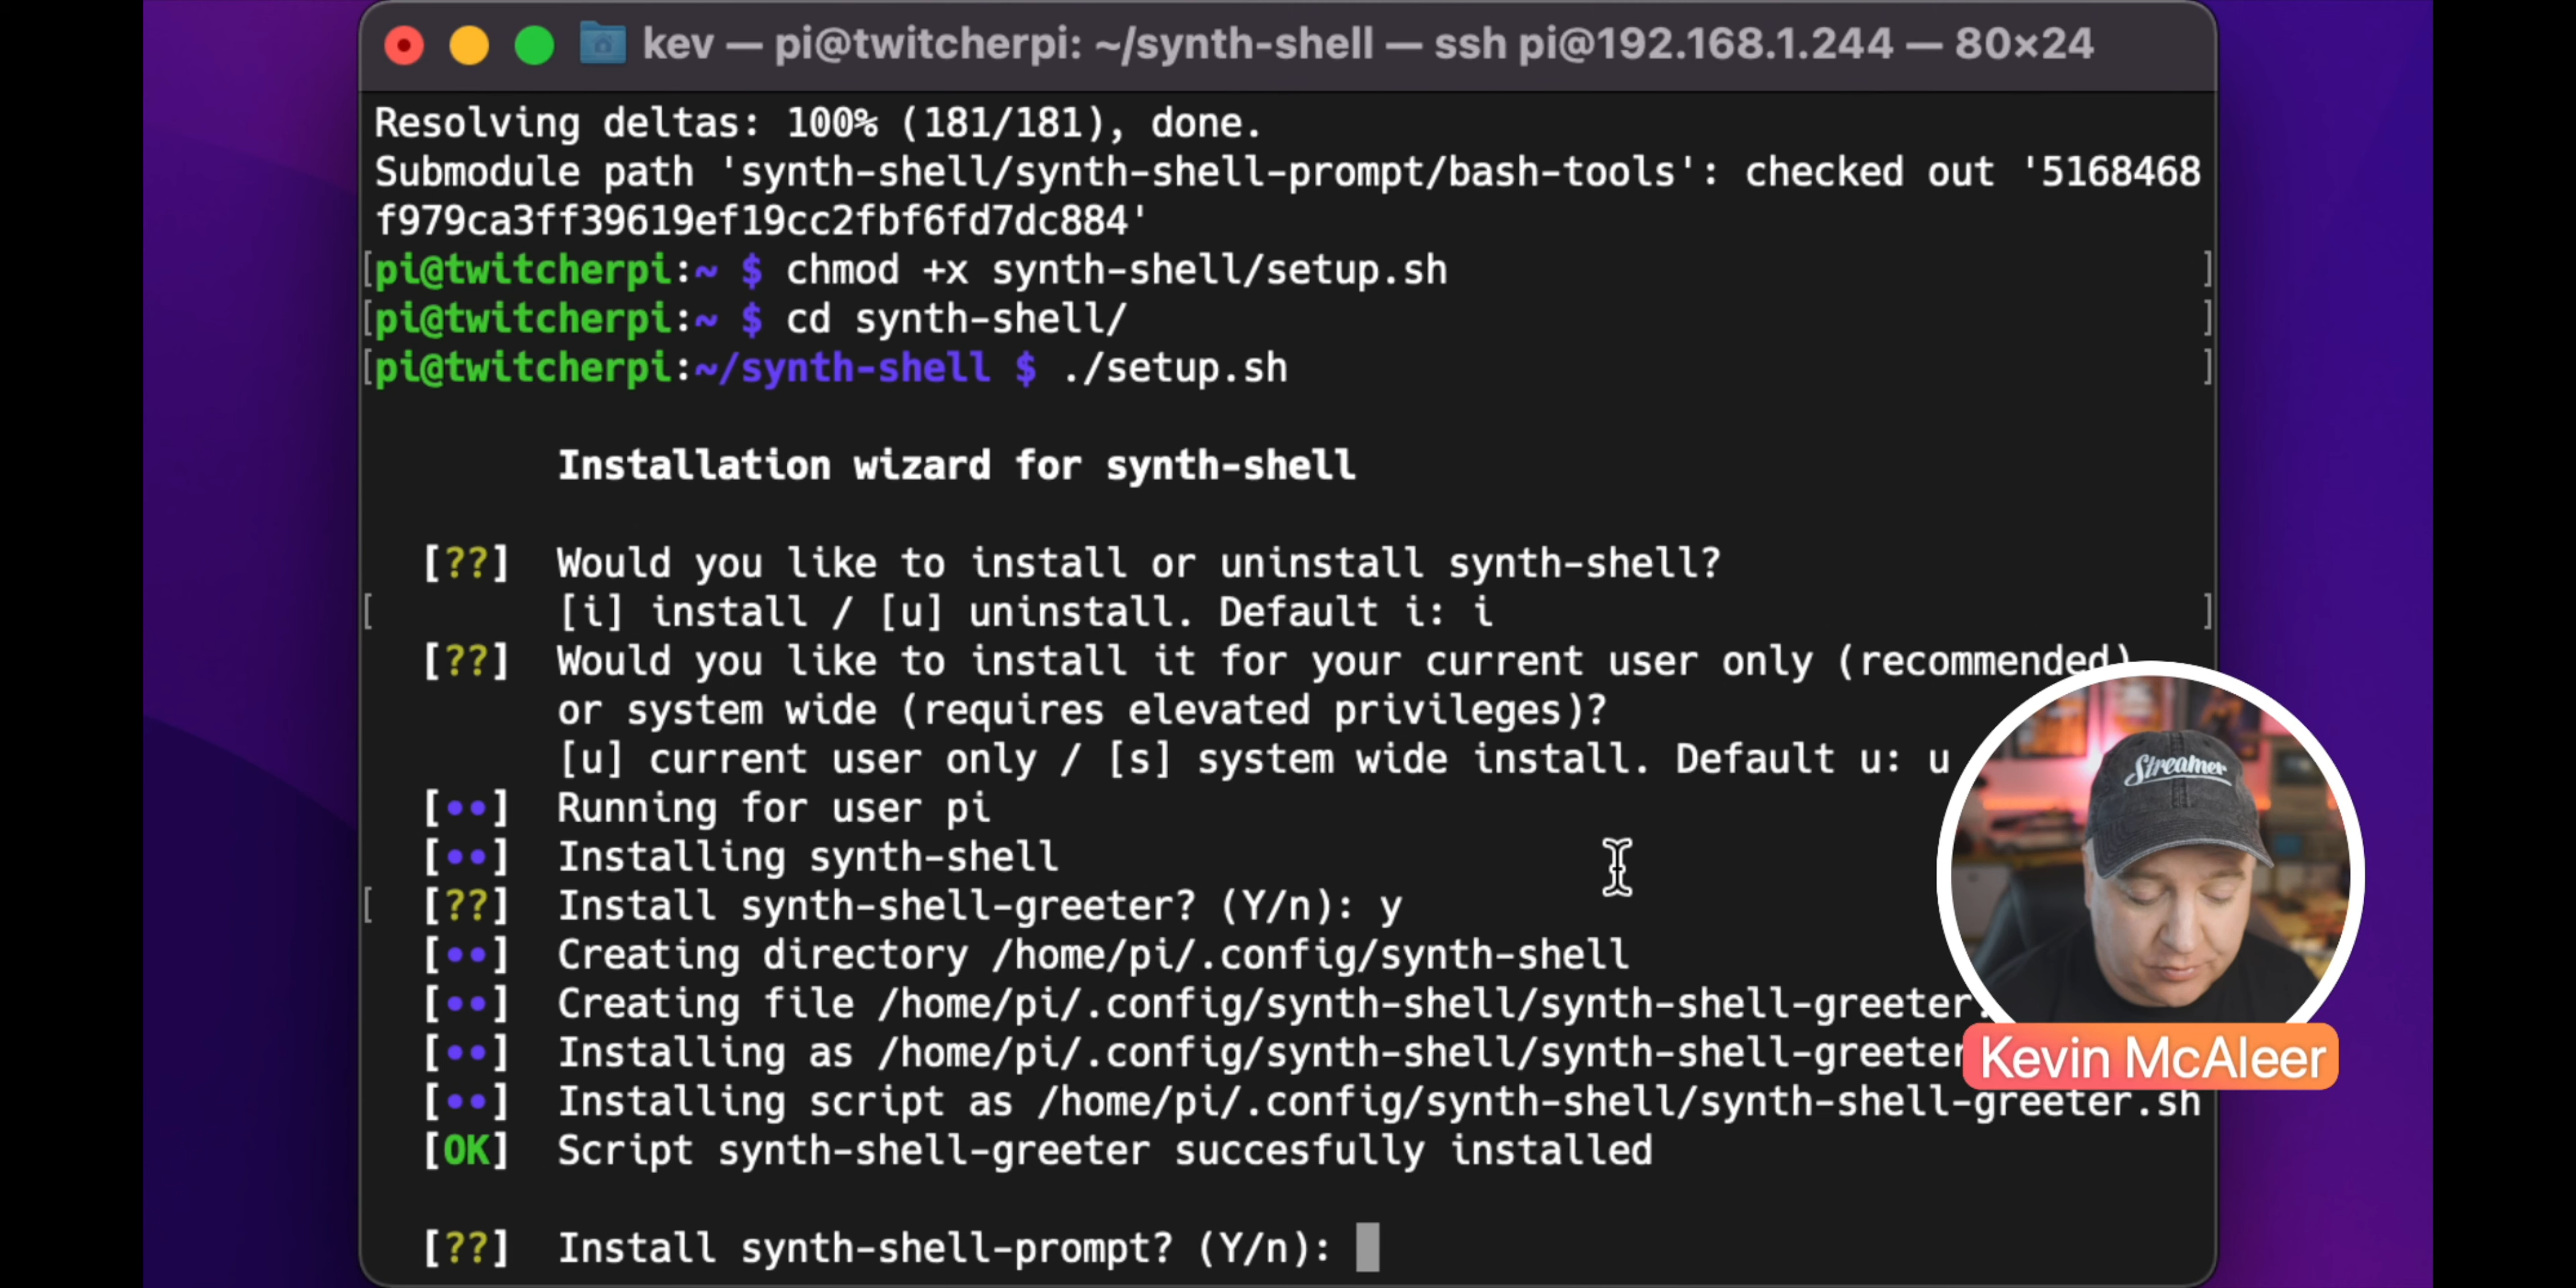 kev — pi@twitcherpi: ~/synth-shell — ssh pi@192.168.1.244 — 80×24
Resolving deltas: 100% (181/181), done.
Submodule path 'synth-shell/synth-shell-prompt/bash-tools': checked out '5168468
f979ca3ff39619ef19cc2fbf6fd7dc884'
[pi@twitcherpi:~ $ chmod +x synth-shell/setup.sh ]
[pi@twitcherpi:~ $ cd synth-shell/ ]
[pi@twitcherpi:~/synth-shell $ ./setup.sh ]
Installation wizard for synth-shell
[??] Would you like to install or uninstall synth-shell?
[ [i] install / [u] uninstall. Default i: i ]
[??] Would you like to install it for your current user only (recommended)
or system wide (requires elevated privileges)?
[u] current user only / [s] system wide install. Default u: u
[••] Running for user pi
[••] Installing synth-shell
[ [??] Install synth-shell-greeter? (Y/n): y
[••] Creating directory /home/pi/.config/synth-shell
[••] Creating file /home/pi/.config/synth-shell/synth-shell-greeter.
[••] Installing as /home/pi/.config/synth-shell/synth-shell-greeter
[••] Installing script as /home/pi/.config/synth-shell/synth-shell-greeter.sh
[OK] Script synth-shell-greeter succesfully installed
[??] Install synth-shell-prompt? (Y/n):
Streamer
Kevin McAleer